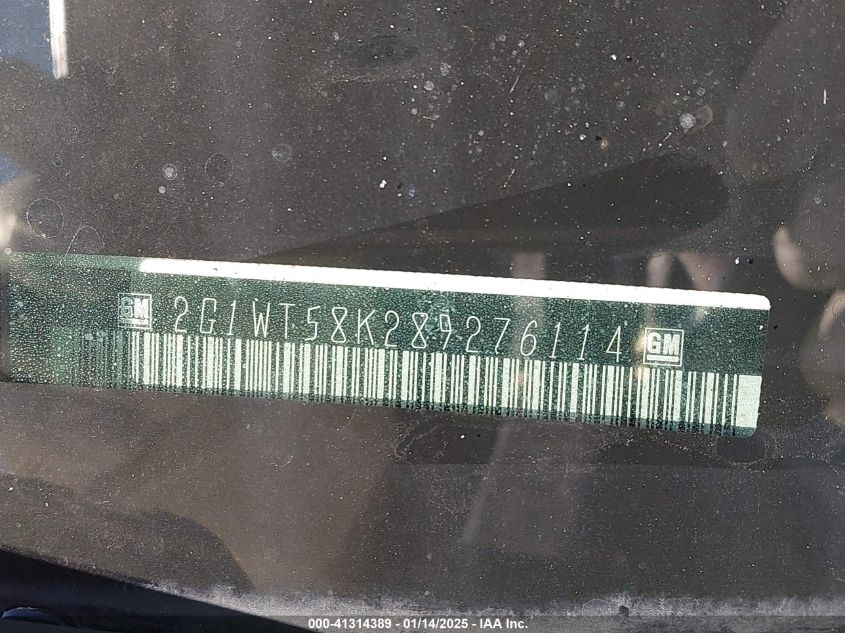 GM 2G1WT58K289276114 GM
000-41314389 - 01/14/2025 - IAA Inc.